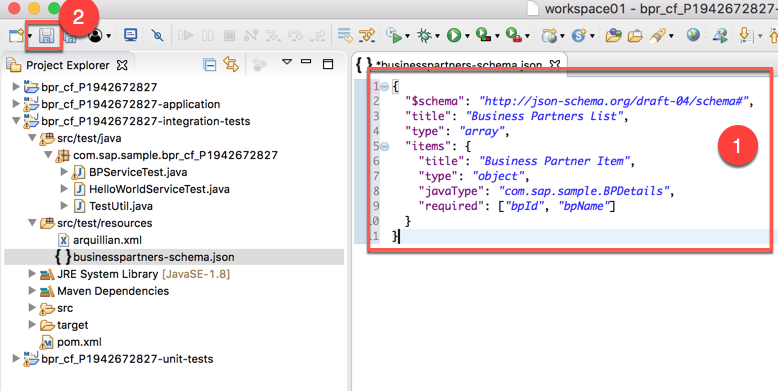 workspace01 - bpr_cf_P1942672827
2
Project Explorer
*businesspartners-schema.json
bpr_cf_P1942672827
bpr_cf_P1942672827-application
bpr_cf_P1942672827-integration-tests
src/test/java
com.sap.sample.bpr_cf_P1942672827
BPServiceTest.java
HelloWorldServiceTest.java
TestUtil.java
src/test/resources
arquillian.xml
businesspartners-schema.json
JRE System Library [JavaSE-1.8]
Maven Dependencies
src
target
pom.xml
bpr_cf_P1942672827-unit-tests
1 {
2 "$schema": "http://json-schema.org/draft-04/schema#",
3 "title": "Business Partners List",
4 "type": "array",
5 "items": {
6 "title": "Business Partner Item",
7 "type": "object",
8 "javaType": "com.sap.sample.BPDetails",
9 "required": ["bpId", "bpName"]
10 }
11 }
1